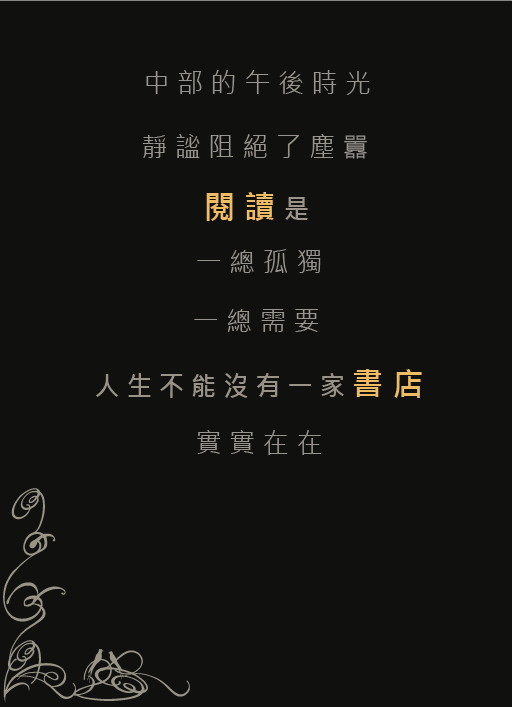 中部的午後時光
靜謐阻絕了塵囂
閱讀是
一總孤獨
一總需要
人生不能沒有一家書店
實實在在